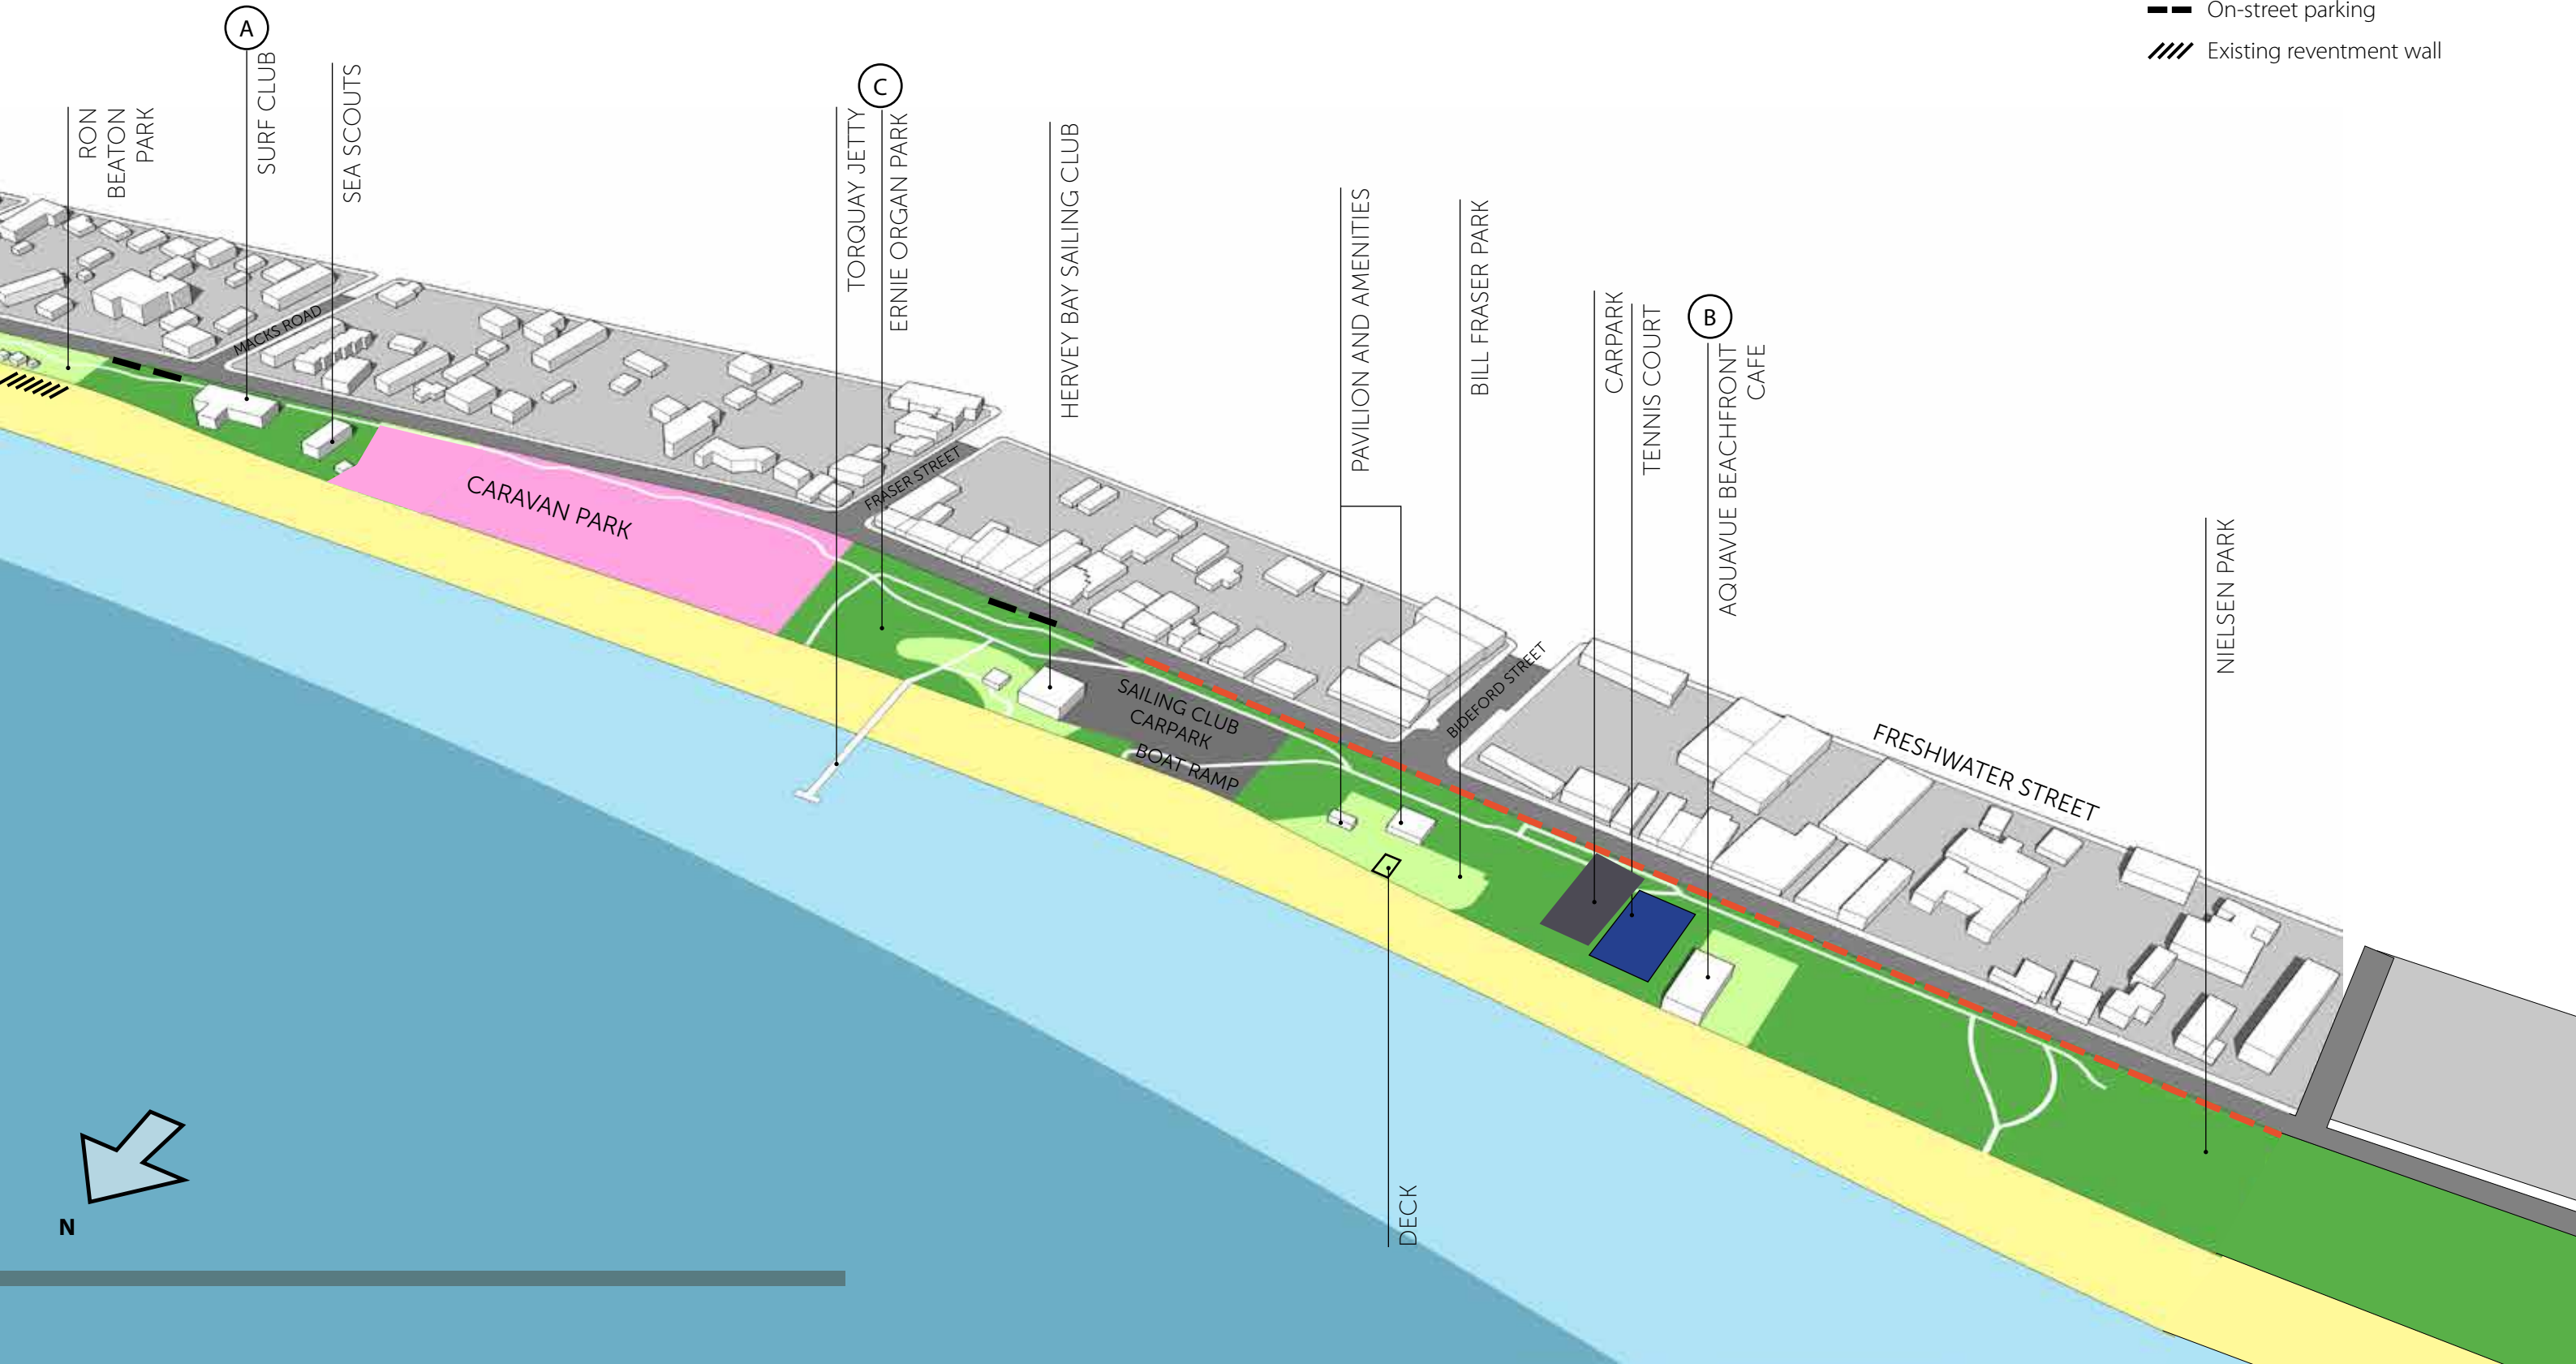 On-street parking
Existing reventment wall
A
SURF CLUB
SEA SCOUTS
RON
BEATON
PARK
C
TORQUAY JETTY
ERNIE ORGAN PARK
HERVEY BAY SAILING CLUB
PAVILION AND AMENITIES
BILL FRASER PARK
CARPARK
TENNIS COURT
B
AQUAVUE BEACHFRONT
CAFE
NIELSEN PARK
MACKS ROAD
FRASER STREET
CARAVAN PARK
BIDEFORD STREET
SAILING CLUB
CARPARK
BOAT RAMP
FRESHWATER STREET
DECK
N